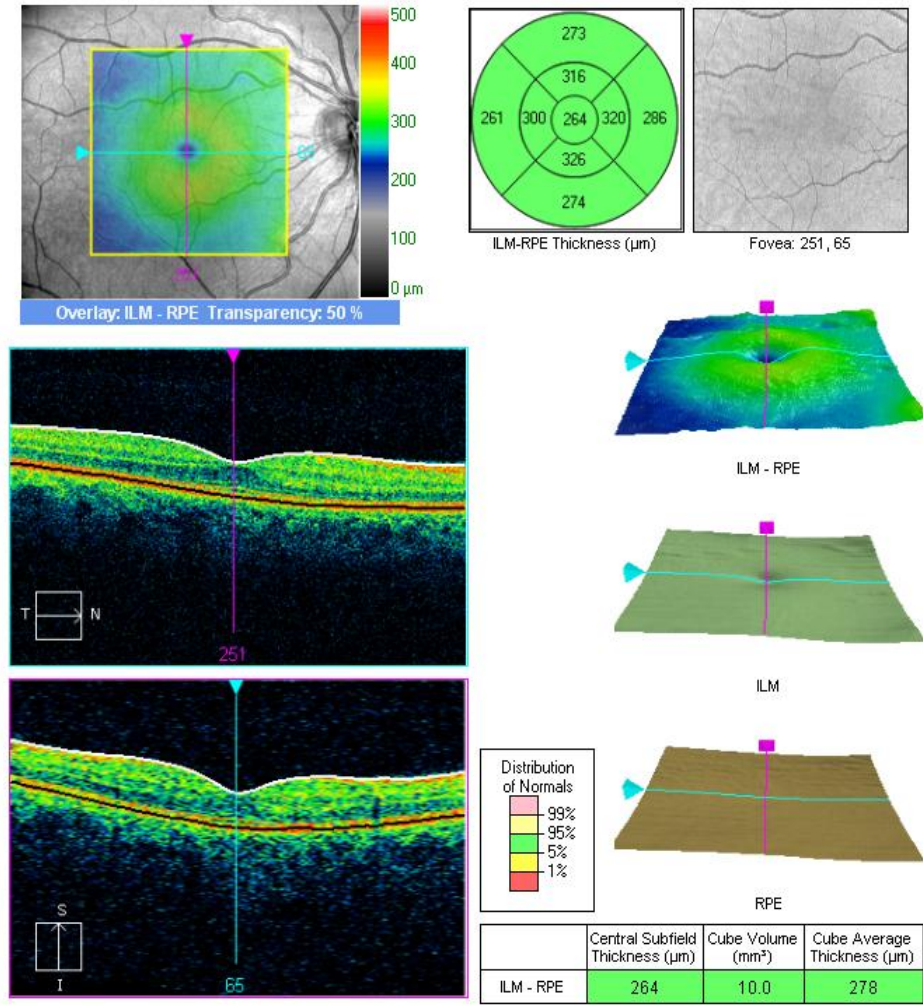 500
400
300
200
100
0 µm
65
251
Overlay: ILM - RPE Transparency: 50 %
273
316
261
300
264
320
286
326
274
ILM-RPE Thickness (µm)
Fovea: 251, 65
ILM - RPE
T
N
251
ILM
S
I
65
Distribution
of Normals
99%
95%
5%
1%
RPE
Central Subfield
Thickness (µm)
Cube Volume
(mm³)
Cube Average
Thickness (µm)
ILM - RPE
264
10.0
278